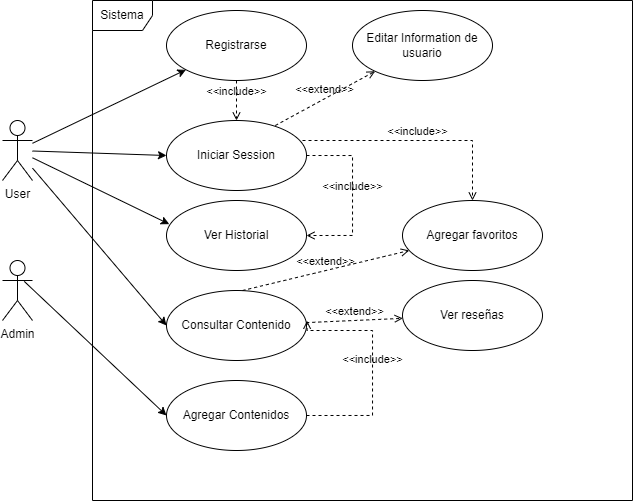 Sistema
Registrarse
Editar Information de
usuario
<<include>>
<<extend>>
<<include>>
Iniciar Session
User
<<include>>
Ver Historial
Agregar favoritos
<<extend>>
Admin
Consultar Contenido
<<extend>>
Ver reseñas
<<include>>
Agregar Contenidos